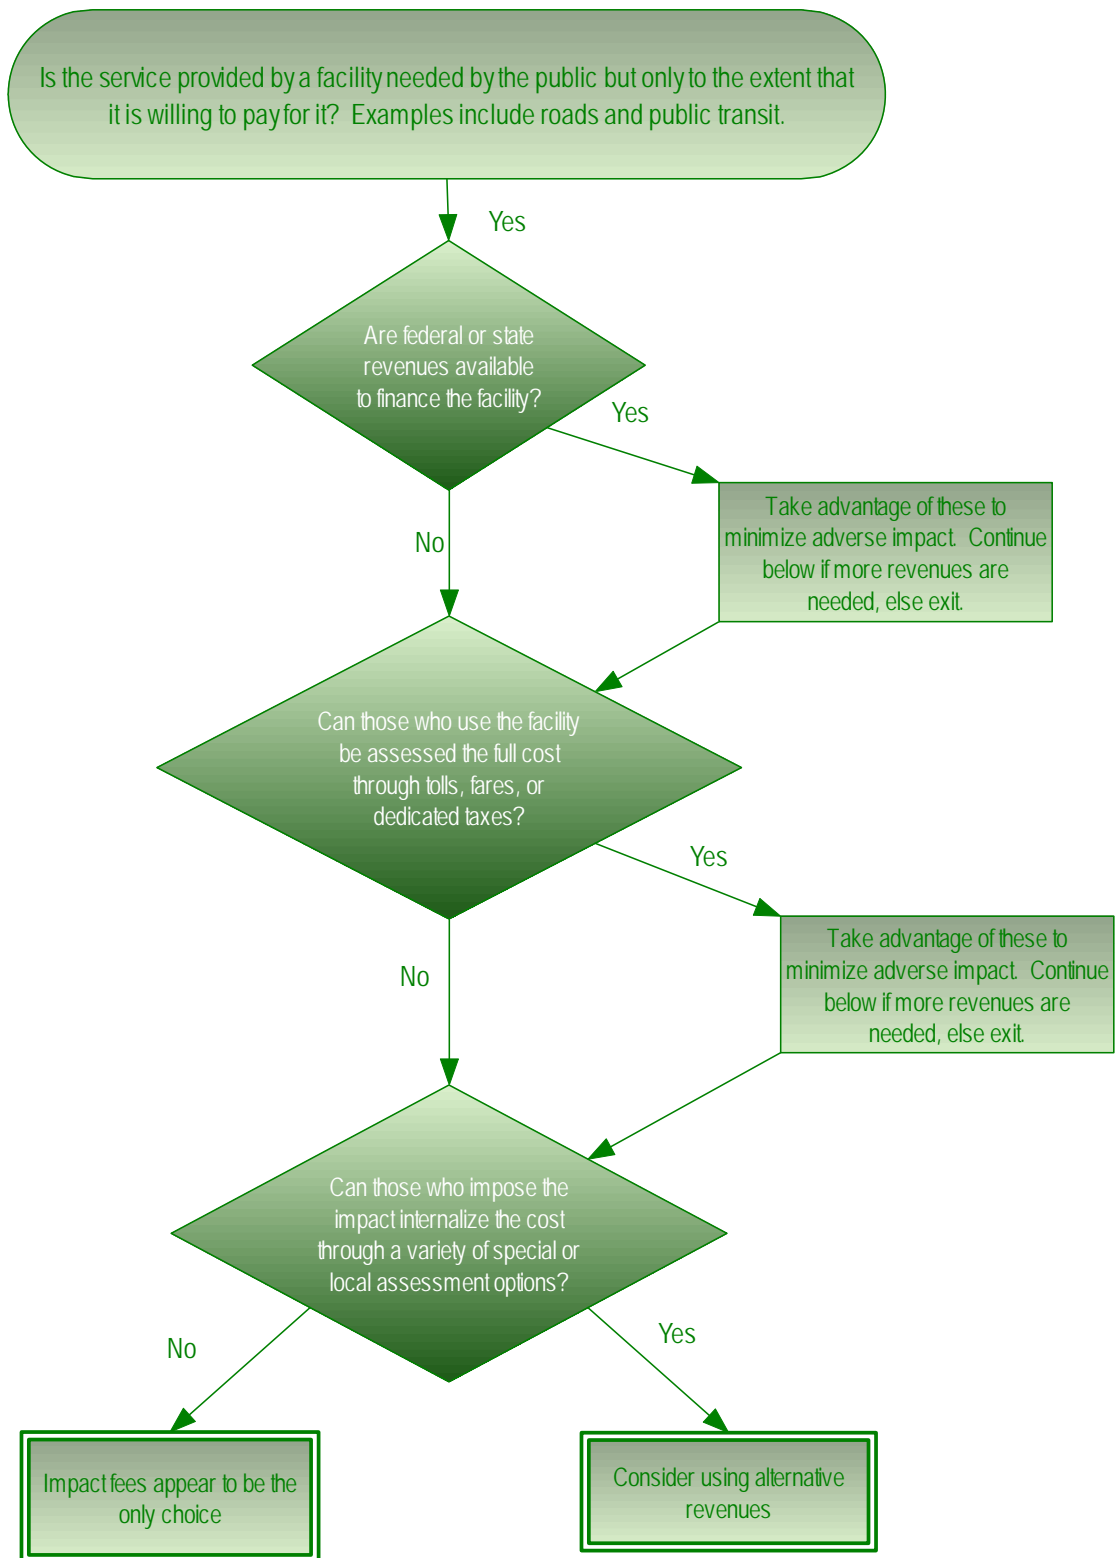 Is the service provided by a facility needed by the public but only to the extent that
it is willing to pay for it?  Examples include roads and public transit.
Yes
Are federal or state
revenues available
to finance the facility?
Yes
No
Take advantage of these to
minimize adverse impact.  Continue
below if more revenues are
needed, else exit.
Can those who use the facility
be assessed the full cost
through tolls, fares, or
dedicated taxes?
Yes
No
Take advantage of these to
minimize adverse impact.  Continue
below if more revenues are
needed, else exit.
Can those who impose the
impact internalize the cost
through a variety of special or
local assessment options?
No
Yes
Impact fees appear to be the
only choice
Consider using alternative
revenues